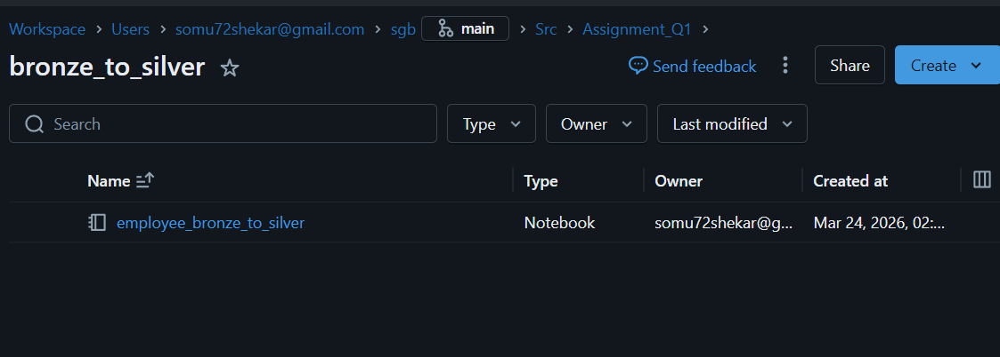 Workspace > Users > somu72shekar@gmail.com > sgb main > Src > Assignment_Q1 >
bronze_to_silver Send feedback Share Create
Search Type Owner Last modified
Name Type Owner Created at
employee_bronze_to_silver Notebook somu72shekar@g... Mar 24, 2026, 02:...